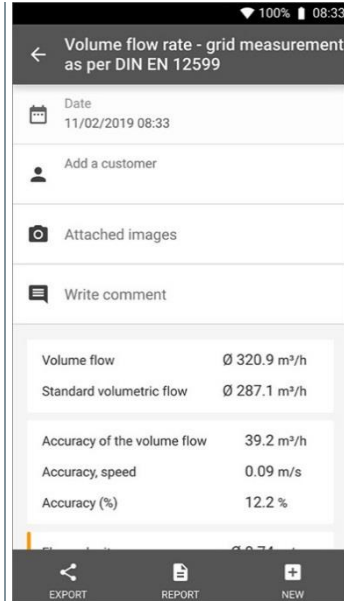 100% 08:33
Volume flow rate - grid measurement
as per DIN EN 12599
Date
11/02/2019 08:33
Add a customer
Attached images
Write comment
Volume flow Ø 320.9 m³/h
Standard volumetric flow Ø 287.1 m³/h
Accuracy of the volume flow 39.2 m³/h
Accuracy, speed 0.09 m/s
Accuracy (%) 12.2 %
EXPORT REPORT NEW